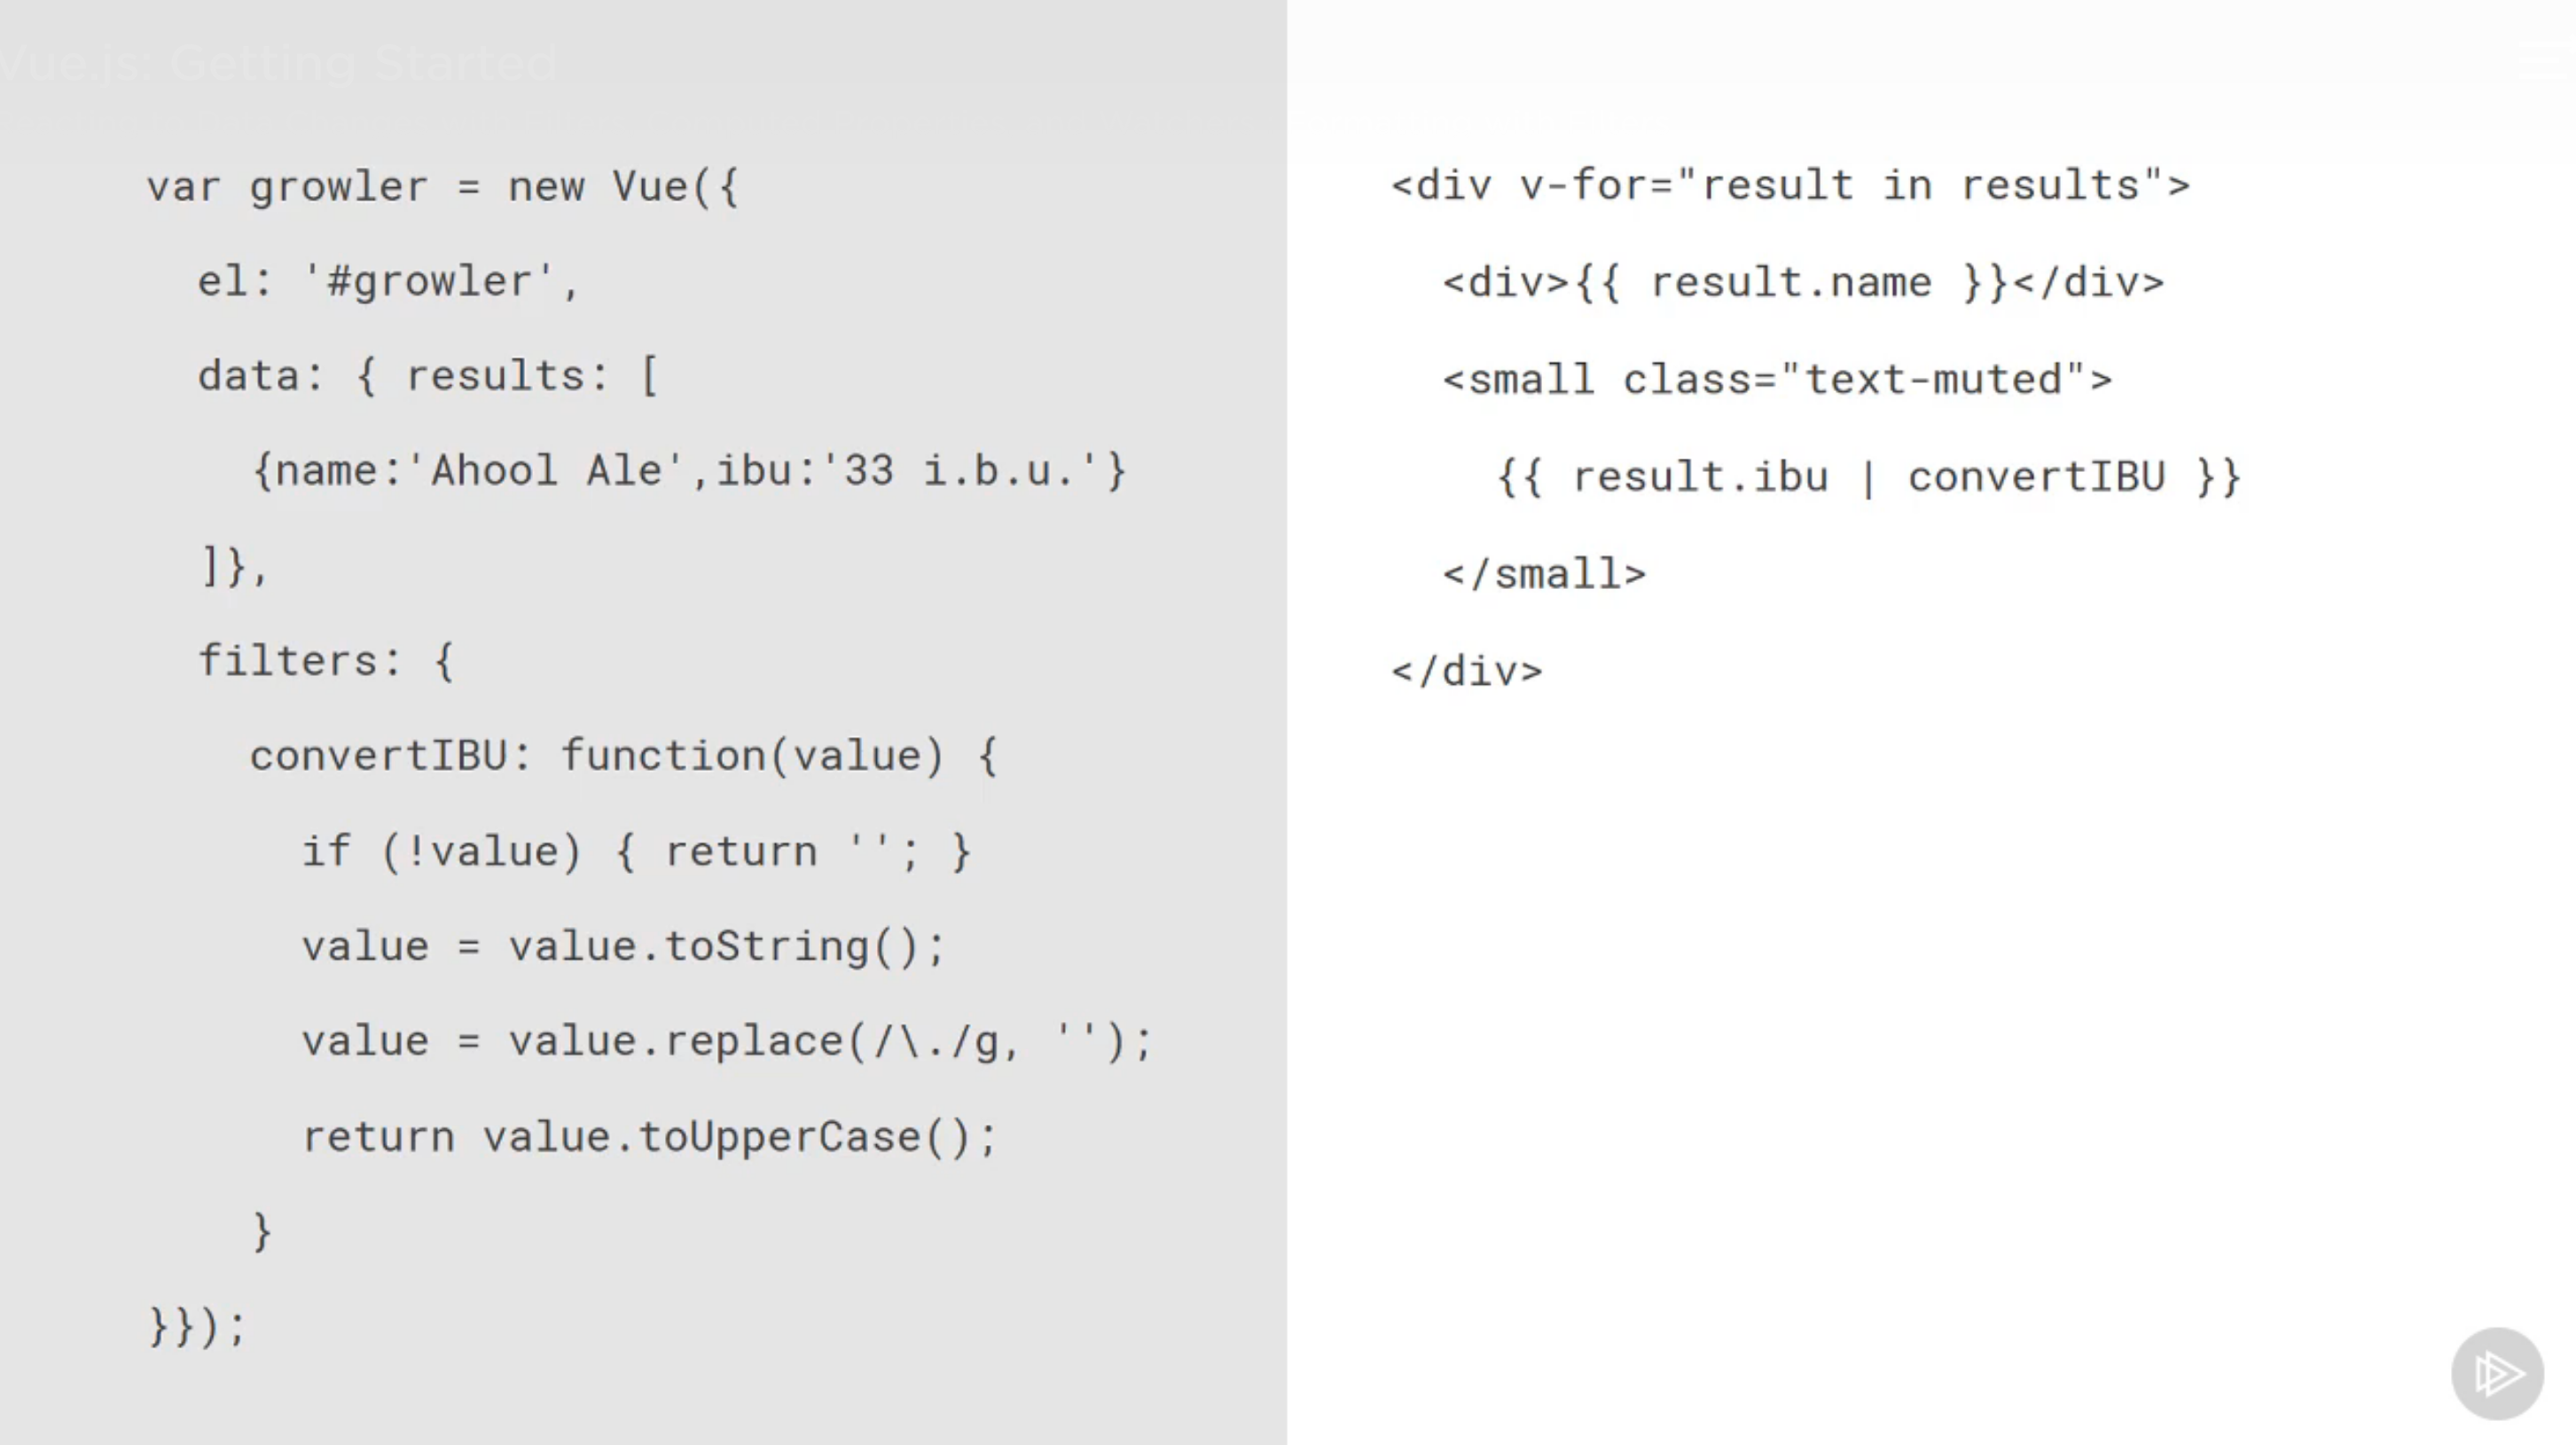 Vue.js: Getting Started
var growler = new Vue({
  el: '#growler',
  data: { results: [
    {name:'Ahool Ale',ibu:'33 i.b.u.'}
  ]},
  filters: {
    convertIBU: function(value) {
      if (!value) { return ''; }
      value = value.toString();
      value = value.replace(/\./g, '');
      return value.toUpperCase();
    }
}});
<div v-for="result in results">
  <div>{{ result.name }}</div>
  <small class="text-muted">
    {{ result.ibu | convertIBU }}
  </small>
</div>